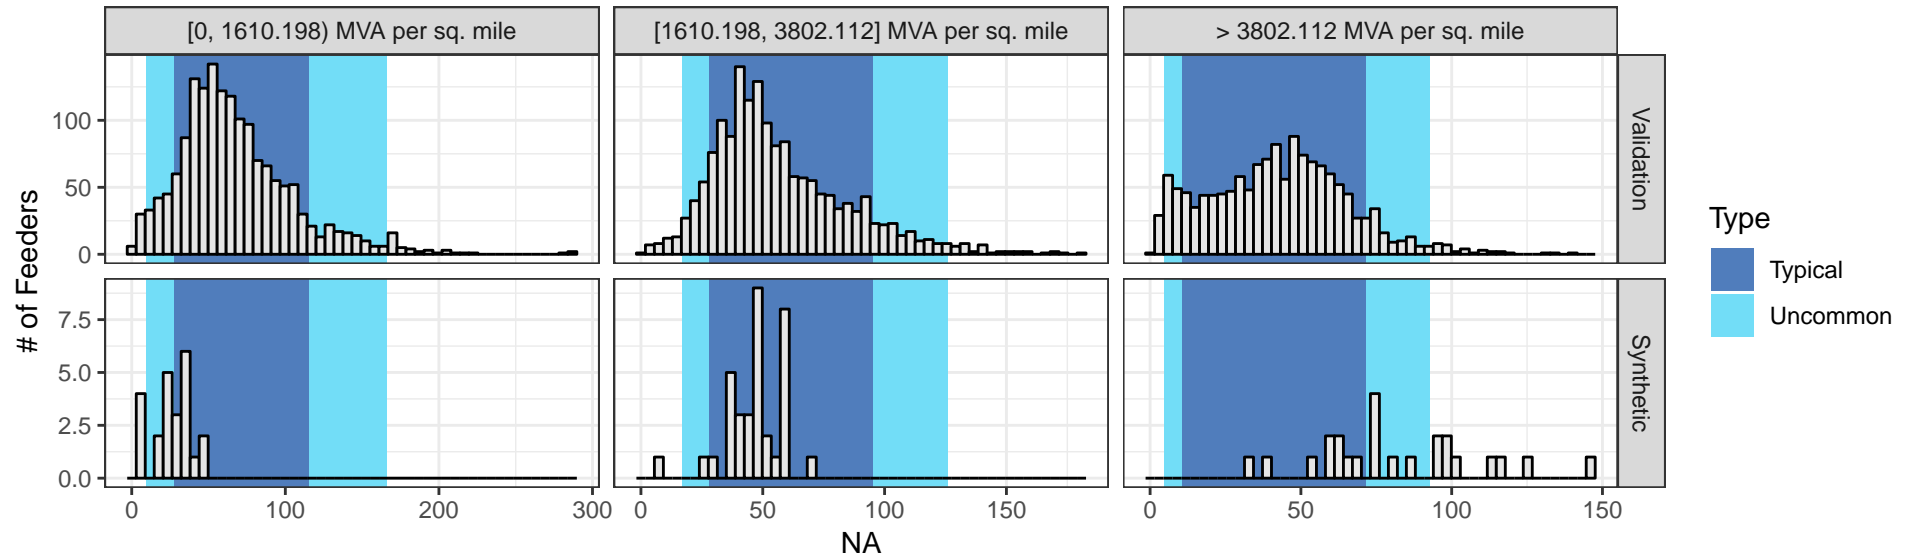 [0, 1610.198) MVA per sq. mile
[1610.198, 3802.112] MVA per sq. mile
> 3802.112 MVA per sq. mile
# of Feeders
100
50
0
Validation
7.5
5.0
2.5
0.0
Synthetic
0 100 200 300
0 50 100 150
0 50 100 150
NA
Type
Typical
Uncommon